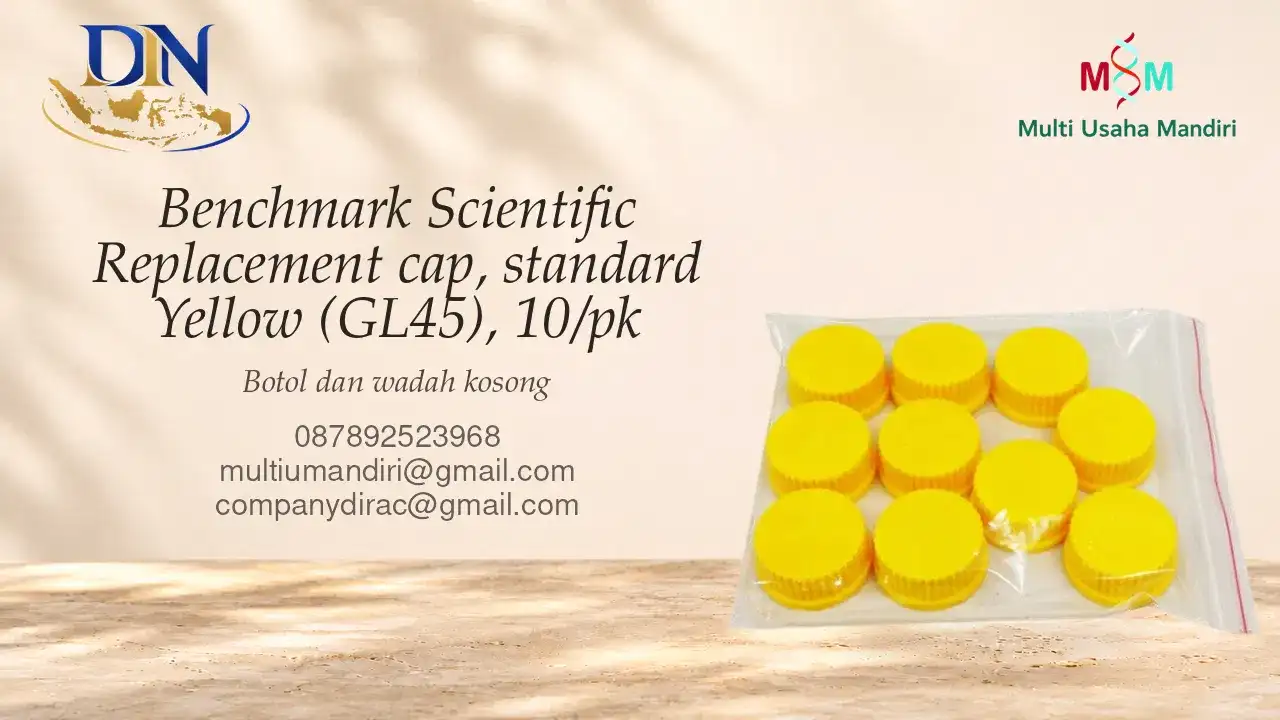 DIN
M M
Multi Usaha Mandiri
Benchmark Scientific
Replacement cap, standard
Yellow (GL45), 10/pk
Botol dan wadah kosong
087892523968
multiumandiri@gmail.com
companydirac@gmail.com